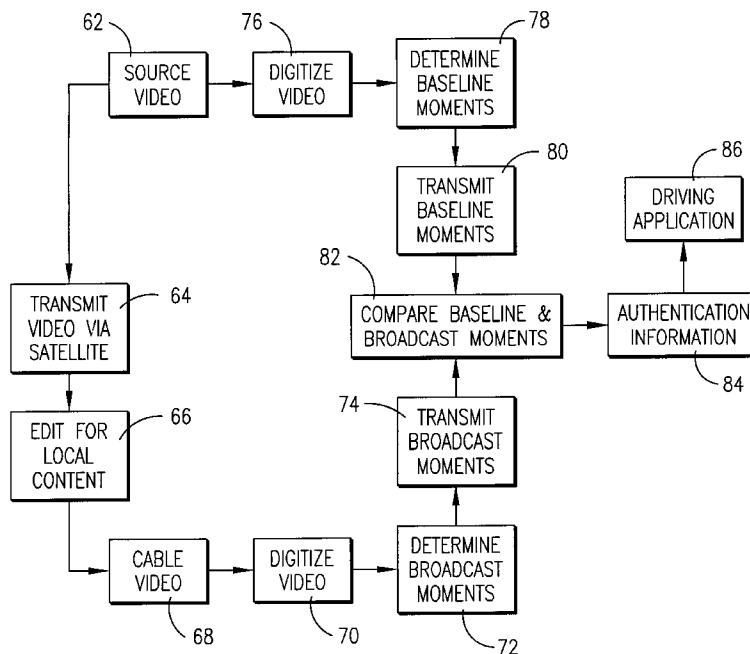 62
76
78
SOURCE
VIDEO
DIGITIZE
VIDEO
DETERMINE
BASELINE
MOMENTS
80
86
TRANSMIT
BASELINE
MOMENTS
DRIVING
APPLICATION
82
64
TRANSMIT
VIDEO VIA
SATELLITE
COMPARE BASELINE &
BROADCAST MOMENTS
AUTHENTICATION
INFORMATION
84
74
66
TRANSMIT
BROADCAST
MOMENTS
EDIT FOR
LOCAL
CONTENT
CABLE
VIDEO
DIGITIZE
VIDEO
DETERMINE
BROADCAST
MOMENTS
68
70
72